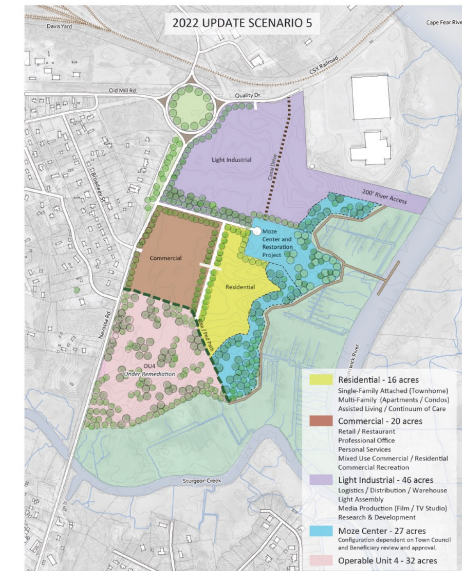 2022 UPDATE SCENARIO 5
Cape Fear River
Davis Yard
CSX Railroad
Old Mill Rd
Quality Dr.
Light Industrial
200' River Access
Moze
Center and
Restoration
Project
Commercial
Residential
Navassa Rd
OU4
Under Remediation
Sturgeon Creek
Residential - 16 acres
Single-Family Attached (Townhome)
Multi-Family (Apartments / Condos)
Assisted Living / Continuum of Care
Commercial - 20 acres
Retail / Restaurant
Professional Office
Personal Services
Mixed Use Commercial / Residential
Commercial Recreation
Light Industrial - 46 acres
Logistics / Distribution / Warehouse
Light Assembly
Media Production (Film / TV Studio)
Research & Development
Moze Center - 27 acres
Configuration dependent on Town Council
and Beneficiary review and approval.
Operable Unit 4 - 32 acres